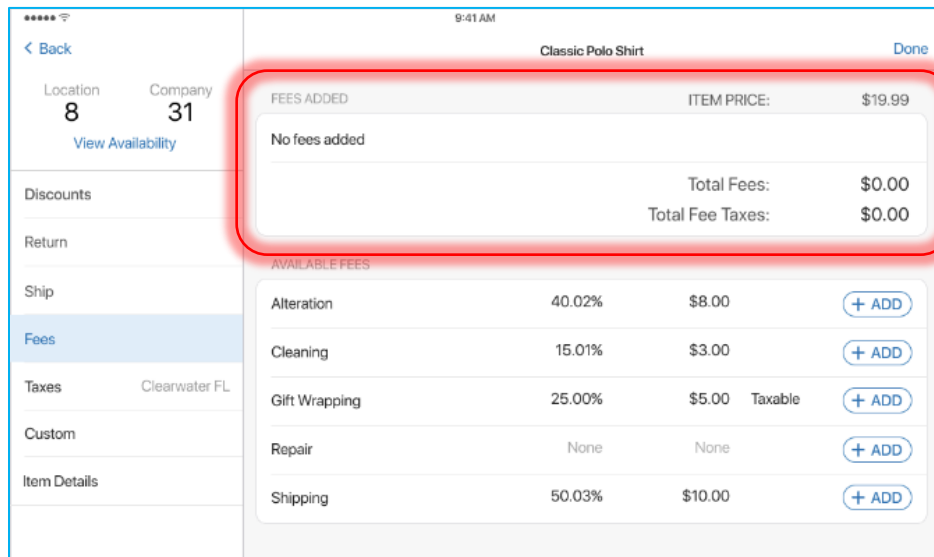 9:41 AM
Back
Classic Polo Shirt
Done
Location Company
8 31
View Availability
Discounts
Return
Ship
Fees
Taxes Clearwater FL
Custom
Item Details
FEES ADDED ITEM PRICE: $19.99
No fees added
Total Fees: $0.00
Total Fee Taxes: $0.00
AVAILABLE FEES
Alteration 40.02% $8.00 + ADD
Cleaning 15.01% $3.00 + ADD
Gift Wrapping 25.00% $5.00 Taxable + ADD
Repair None None + ADD
Shipping 50.03% $10.00 + ADD